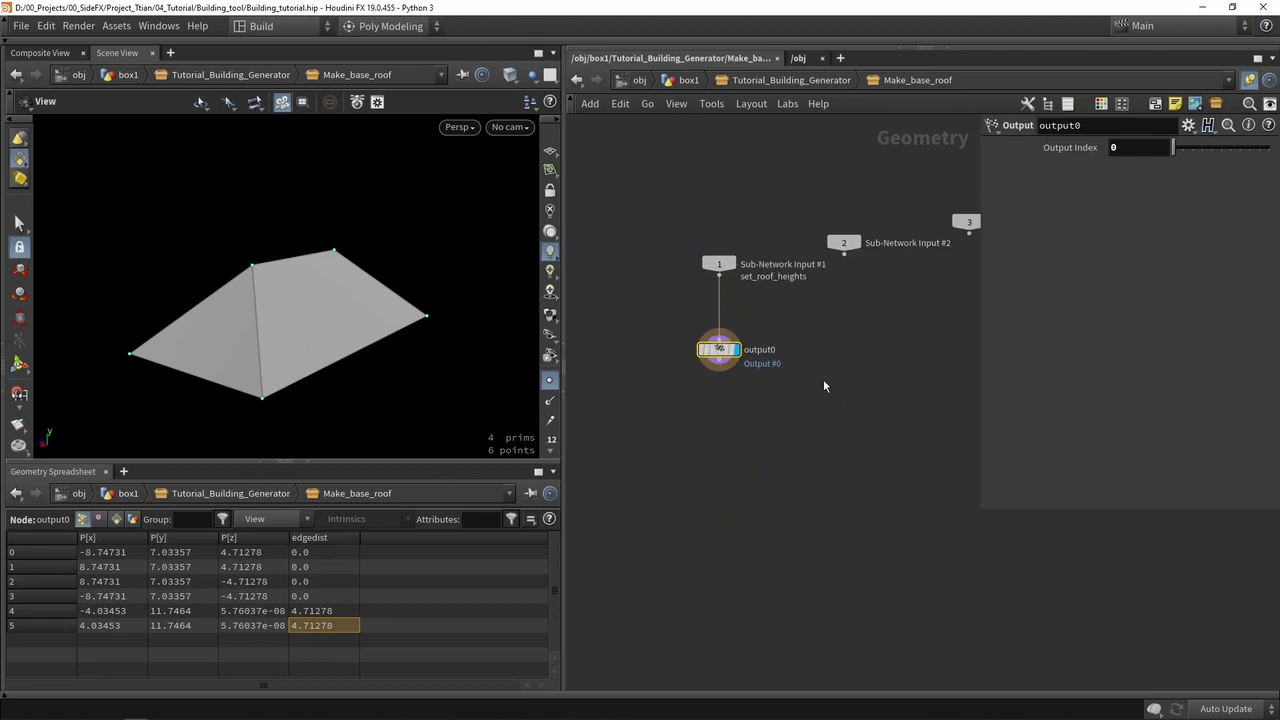 D:/00_Projects/00_SideFX/Project_Ttian/04_Tutorial/Building_tool/Building_tutorial.hip - Houdini FX 19.0.455 - Python 3
File Edit Render Assets Windows Help Build Poly Modeling Main
Composite View Scene View
/obj/box1/Tutorial_Building_Generator/Make_ba... /obj
obj box1 Tutorial_Building_Generator Make_base_roof
obj box1 Tutorial_Building_Generator Make_base_roof
View
Add Edit Go View Tools Layout Labs Help
Persp No cam
Geometry
Output output0
Output Index 0
3
2 Sub-Network Input #2
1 Sub-Network Input #1
set_roof_heights
output0
Output #0
y
4 prims
6 points
12
Geometry Spreadsheet
obj box1 Tutorial_Building_Generator Make_base_roof
Node: output0 Group: View Intrinsics Attributes:
P[x] P[y] P[z] edgedist
0 -8.74731 7.03357 4.71278 0.0
1 8.74731 7.03357 4.71278 0.0
2 8.74731 7.03357 -4.71278 0.0
3 -8.74731 7.03357 -4.71278 0.0
4 -4.03453 11.7464 5.76037e-08 4.71278
5 4.03453 11.7464 5.76037e-08 4.71278
Auto Update